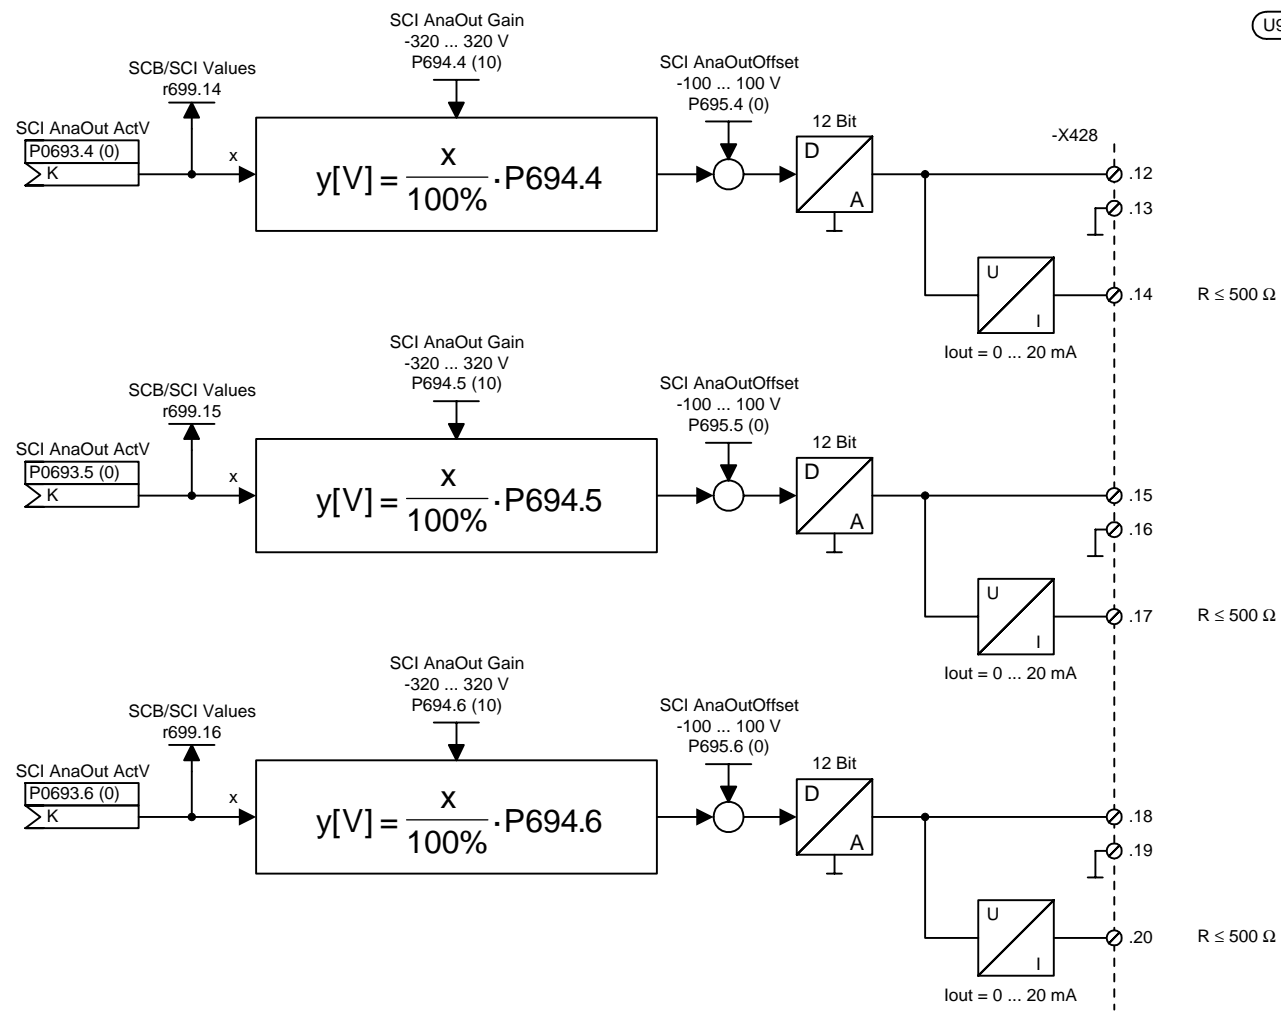 U9
SCI AnaOut Gain
-320 ... 320 V
P694.4 (10)
SCI AnaOutOffset
-100 ... 100 V
P695.4 (0)
SCB/SCI Values
r699.14
SCI AnaOut ActV
P0693.4 (0)
K
x
y[V] = x / 100% · P694.4
12 Bit
D
A
-X428
.12
.13
U
I
.14
R ≤ 500 Ω
Iout = 0 ... 20 mA
SCI AnaOut Gain
-320 ... 320 V
P694.5 (10)
SCI AnaOutOffset
-100 ... 100 V
P695.5 (0)
SCB/SCI Values
r699.15
SCI AnaOut ActV
P0693.5 (0)
K
x
y[V] = x / 100% · P694.5
12 Bit
D
A
.15
.16
U
I
.17
R ≤ 500 Ω
Iout = 0 ... 20 mA
SCI AnaOut Gain
-320 ... 320 V
P694.6 (10)
SCI AnaOutOffset
-100 ... 100 V
P695.6 (0)
SCB/SCI Values
r699.16
SCI AnaOut ActV
P0693.6 (0)
K
x
y[V] = x / 100% · P694.6
12 Bit
D
A
.18
.19
U
I
.20
R ≤ 500 Ω
Iout = 0 ... 20 mA